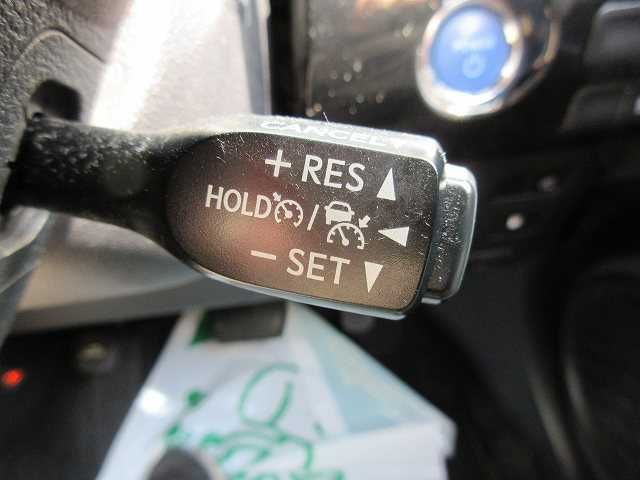 CANCEL
+ RES ▲
HOLD / ◄
- SET ▼